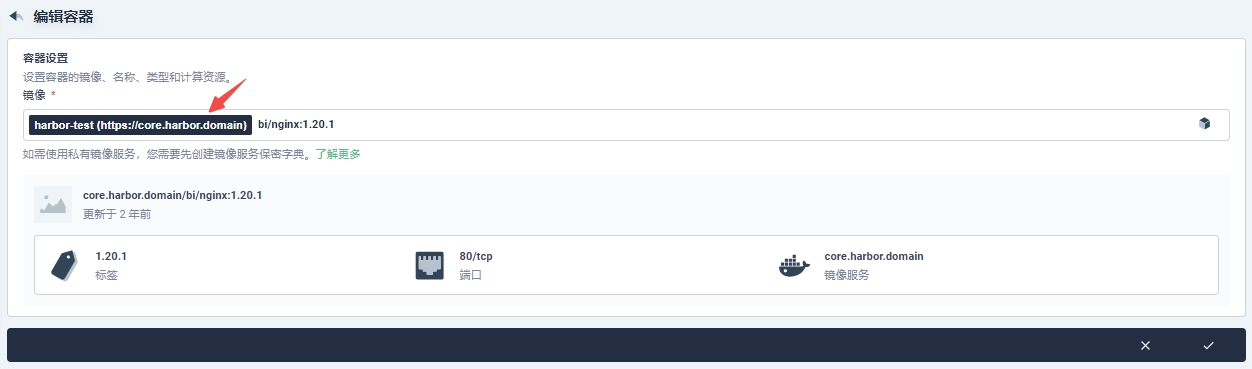 编辑容器
容器设置
设置容器的镜像、名称、类型和计算资源。
镜像 *
harbor-test (https://core.harbor.domain) bi/nginx:1.20.1
如需使用私有镜像服务，您需要先创建镜像服务保密字典。了解更多
core.harbor.domain/bi/nginx:1.20.1
更新于 2 年前
1.20.1 80/tcp core.harbor.domain
标签 端口 镜像服务